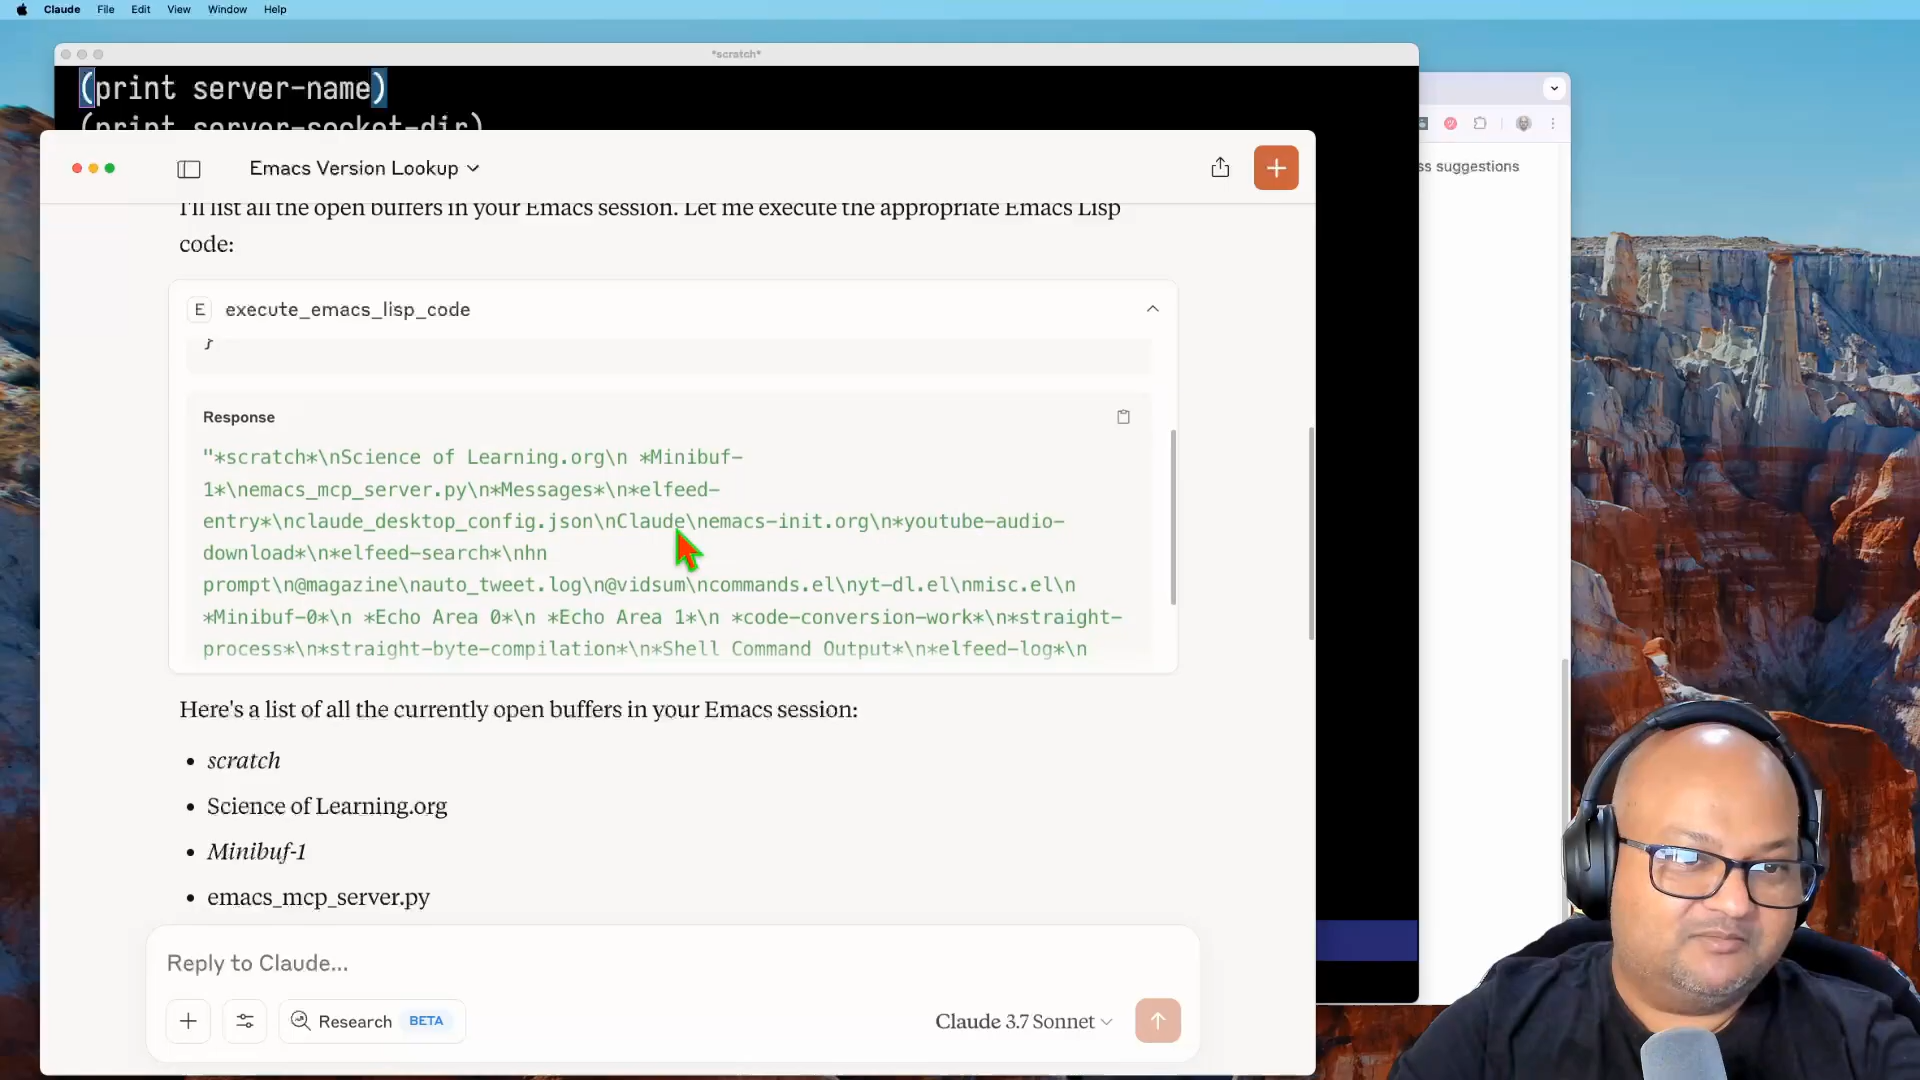 Claude File Edit View Window Help
*scratch*
(print server-name)
(print server-socket-dir)
ss suggestions
Emacs Version Lookup
I'll list all the open buffers in your Emacs session. Let me execute the appropriate Emacs Lisp
code:
E execute_emacs_lisp_code
}
Response
"*scratch*\nScience of Learning.org\n *Minibuf-
1*\nemacs_mcp_server.py\n*Messages*\n*elfeed-
entry*\nclaude_desktop_config.json\nClaude\nemacs-init.org\n*youtube-audio-
download*\n*elfeed-search*\nhn
prompt\n@magazine\nauto_tweet.log\n@vidsum\ncommands.el\nyt-dl.el\nmisc.el\n
*Minibuf-0*\n *Echo Area 0*\n *Echo Area 1*\n *code-conversion-work*\n*straight-
process*\n*straight-byte-compilation*\n*Shell Command Output*\n*elfeed-log*\n
Here's a list of all the currently open buffers in your Emacs session:
• scratch
• Science of Learning.org
• Minibuf-1
• emacs_mcp_server.py
Reply to Claude...
Research BETA
Claude 3.7 Sonnet